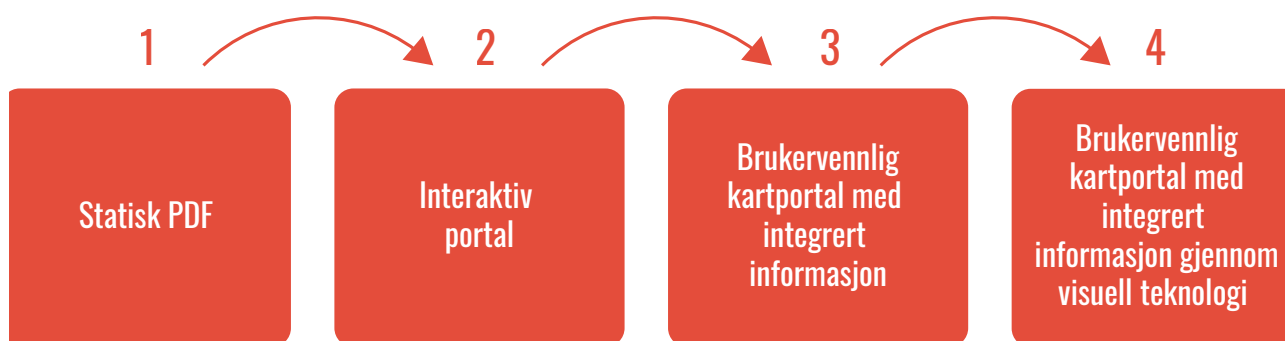 1
2
3
4
Statisk PDF
Interaktiv
portal
Brukervennlig
kartportal med
integrert
informasjon
Brukervennlig
kartportal med
integrert
informasjon gjennom
visuell teknologi